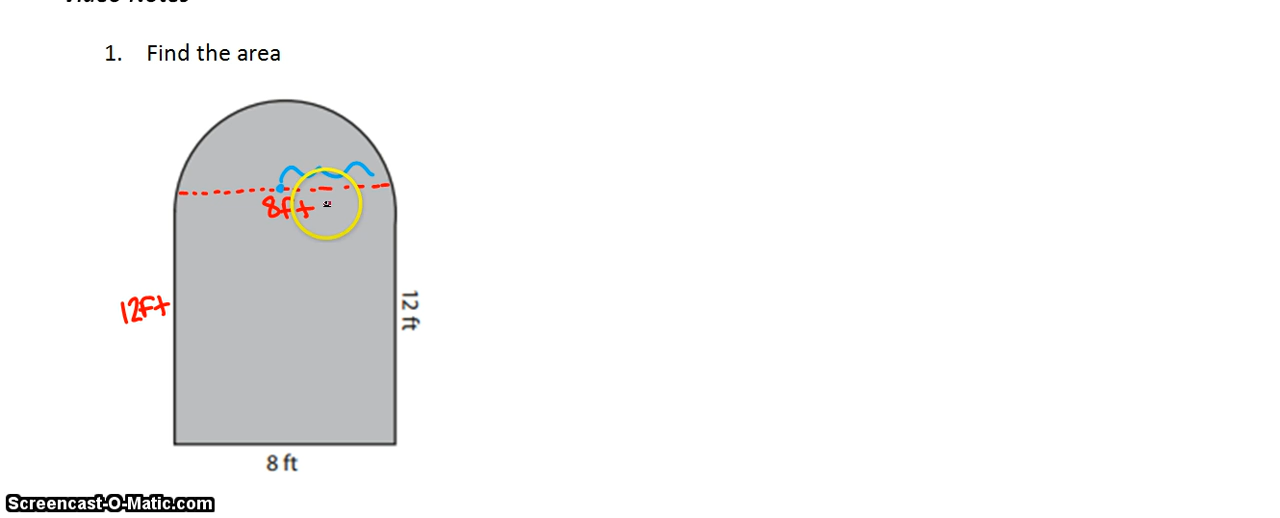 1. Find the area
8ft
12ft
12 ft
8 ft
Screencast-O-Matic.com